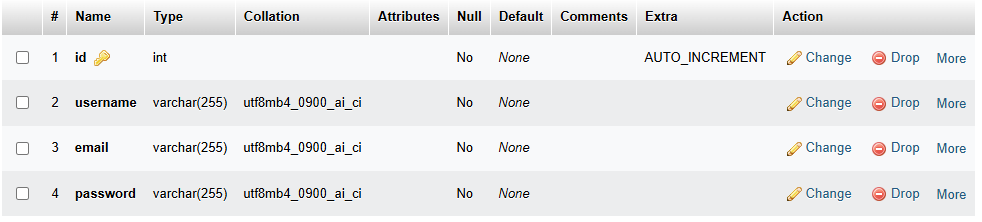 # Name Type Collation Attributes Null Default Comments Extra Action
1 id int No None AUTO_INCREMENT Change Drop More
2 username varchar(255) utf8mb4_0900_ai_ci No None Change Drop More
3 email varchar(255) utf8mb4_0900_ai_ci No None Change Drop More
4 password varchar(255) utf8mb4_0900_ai_ci No None Change Drop More